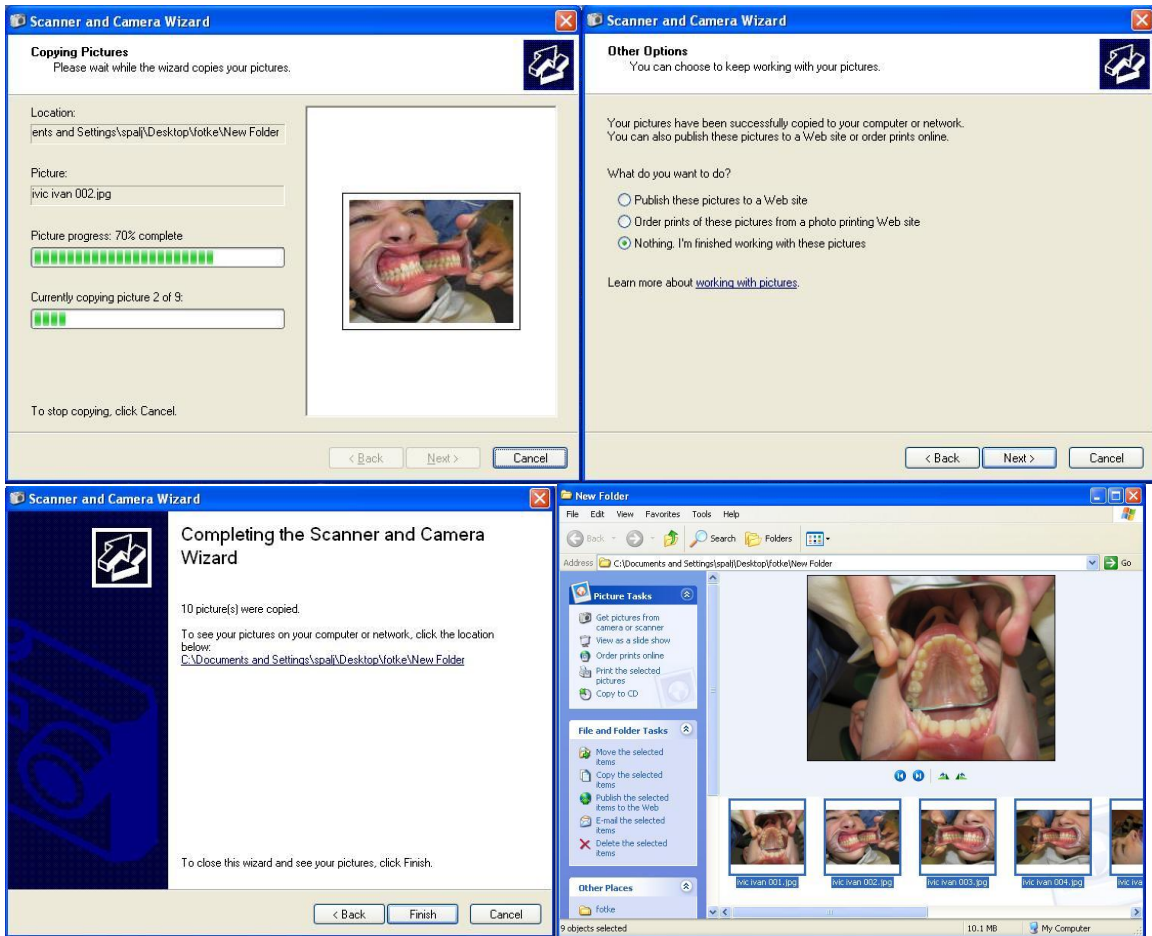 Scanner and Camera Wizard
Copying Pictures
Please wait while the wizard copies your pictures.
Location:
ents and Settings\spalj\Desktop\fotke\New Folder
Picture:
ivic ivan 002.jpg
Picture progress: 70% complete
Currently copying picture 2 of 9:
To stop copying, click Cancel.
< Back
Next >
Cancel
Scanner and Camera Wizard
Other Options
You can choose to keep working with your pictures.
Your pictures have been successfully copied to your computer or network.
You can also publish these pictures to a Web site or order prints online.
What do you want to do?
Publish these pictures to a Web site
Order prints of these pictures from a photo printing Web site
Nothing. I'm finished working with these pictures
Learn more about working with pictures.
< Back
Next >
Cancel
Scanner and Camera Wizard
Completing the Scanner and Camera
Wizard
10 picture(s) were copied.
To see your pictures on your computer or network, click the location
below:
C:\Documents and Settings\spalj\Desktop\fotke\New Folder
To close this wizard and see your pictures, click Finish.
< Back
Finish
Cancel
New Folder
File Edit View Favorites Tools Help
Back Search Folders
Address C:\Documents and Settings\spalj\Desktop\fotke\New Folder Go
Picture Tasks
Get pictures from
camera or scanner
View as a slide show
Order prints online
Print the selected
pictures
Copy to CD
File and Folder Tasks
Move the selected
items
Copy the selected
items
Publish the selected
items to the Web
E-mail the selected
items
Delete the selected
items
Other Places
fotke
ivic ivan 001.jpg
ivic ivan 002.jpg
ivic ivan 003.jpg
ivic ivan 004.jpg
ivic iva
9 objects selected
10.1 MB
My Computer